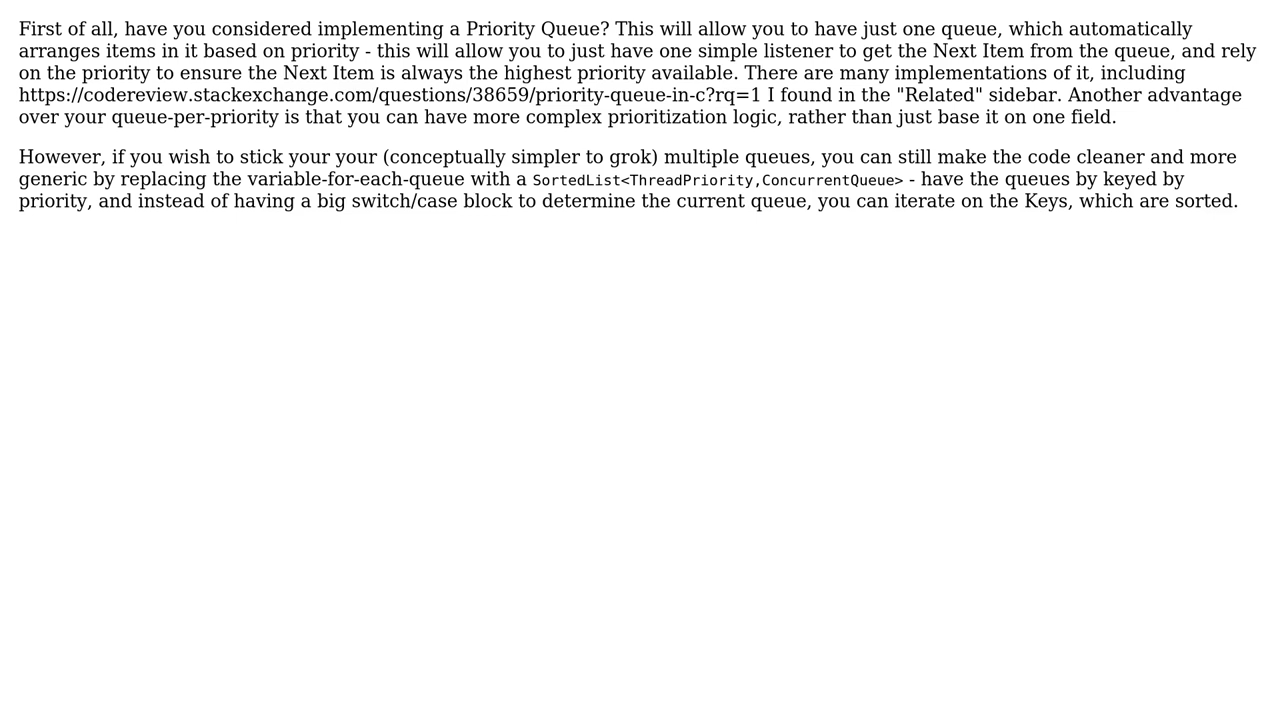 First of all, have you considered implementing a Priority Queue? This will allow you to have just one queue, which automatically
arranges items in it based on priority - this will allow you to just have one simple listener to get the Next Item from the queue, and rely
on the priority to ensure the Next Item is always the highest priority available. There are many implementations of it, including
https://codereview.stackexchange.com/questions/38659/priority-queue-in-c?rq=1 I found in the "Related" sidebar. Another advantage
over your queue-per-priority is that you can have more complex prioritization logic, rather than just base it on one field.
However, if you wish to stick your your (conceptually simpler to grok) multiple queues, you can still make the code cleaner and more
generic by replacing the variable-for-each-queue with a SortedList<ThreadPriority,ConcurrentQueue> - have the queues by keyed by
priority, and instead of having a big switch/case block to determine the current queue, you can iterate on the Keys, which are sorted.